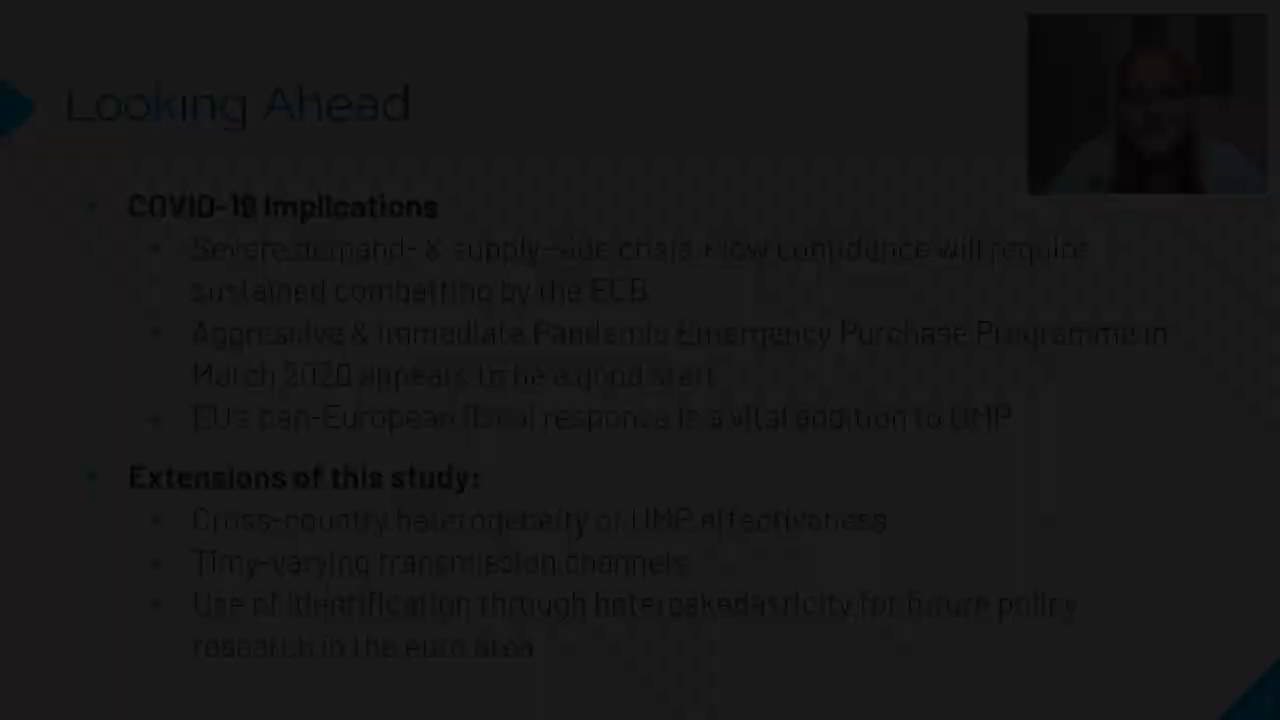 Looking Ahead
COVID-19 Implications
Severe demand- & supply-side crisis + low confidence will require
sustained combatting by the ECB
Aggressive & immediate Pandemic Emergency Purchase Programme in
March 2020 appears to be a good start
EU's pan-European fiscal response is a vital addition to UMP
Extensions of this study:
Cross-country heterogeneity of UMP effectiveness
Timy-varying transmission channels
Use of identification through heteroskedasticity for future policy
research in the euro area